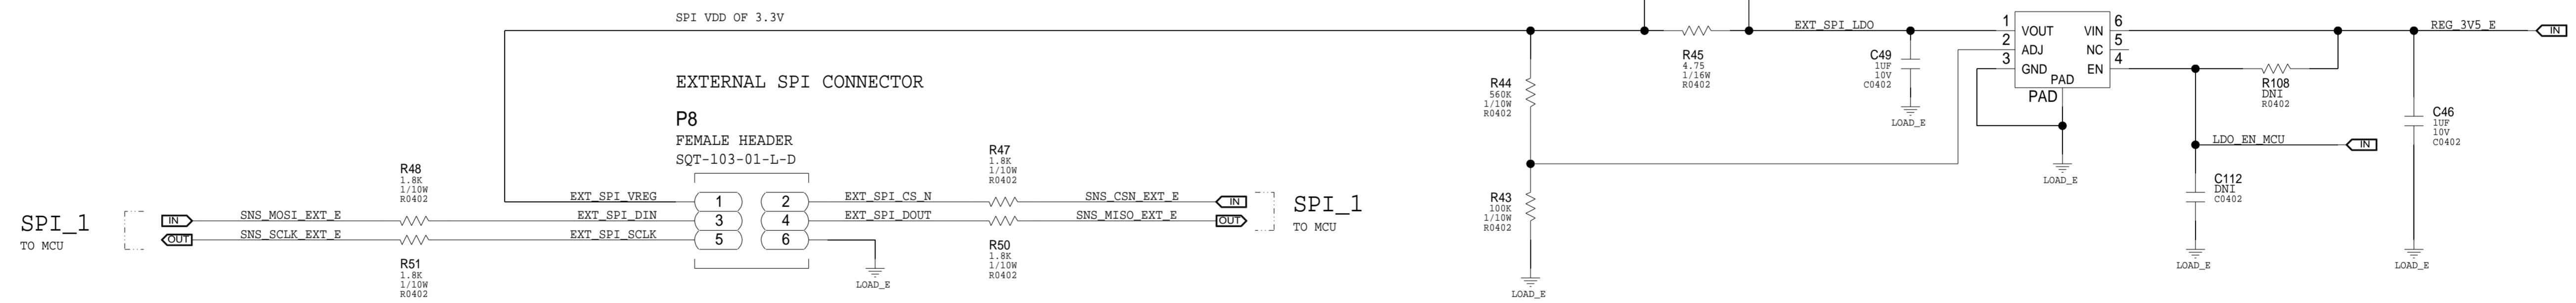 SPI VDD OF 3.3V
EXTERNAL SPI CONNECTOR
P8
FEMALE HEADER
SQT-103-01-L-D
SPI_1
TO MCU
IN
SNS_MOSI_EXT_E
OUT
SNS_SCLK_EXT_E
R48
1.8K
1/10W
R0402
R51
1.8K
1/10W
R0402
EXT_SPI_VREG
EXT_SPI_DIN
EXT_SPI_SCLK
1
2
3
4
5
6
EXT_SPI_CS_N
EXT_SPI_DOUT
LOAD_E
R47
1.8K
1/10W
R0402
R50
1.8K
1/10W
R0402
SNS_CSN_EXT_E
IN
SNS_MISO_EXT_E
OUT
SPI_1
TO MCU
R44
560K
1/10W
R0402
R43
100K
1/10W
R0402
LOAD_E
R45
4.75
1/16W
R0402
EXT_SPI_LDO
C49
1UF
10V
C0402
LOAD_E
1
2
3
VOUT
ADJ
GND
VIN
NC
EN
PAD
PAD
6
5
4
LOAD_E
R108
DNI
R0402
LDO_EN_MCU
IN
C112
DNI
C0402
LOAD_E
REG_3V5_E
IN
C46
1UF
10V
C0402
LOAD_E